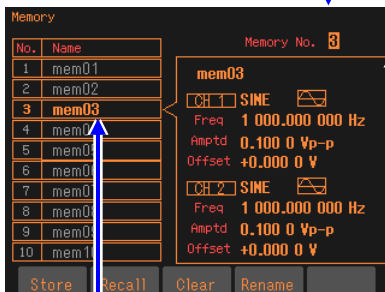 Memory
No. Name
1 mem01
2 mem02
3 mem03
4
5
6
7
8
9
10
Memory No. 3
mem03
CH 1 SINE
Freq 1 000.000 000 Hz
Amptd 0.100 0 Vp-p
Offset +0.000 0 V
CH 2 SINE
Freq 1 000.000 000 Hz
Amptd 0.100 0 Vp-p
Offset +0.000 0 V
Store Recall Clear Rename